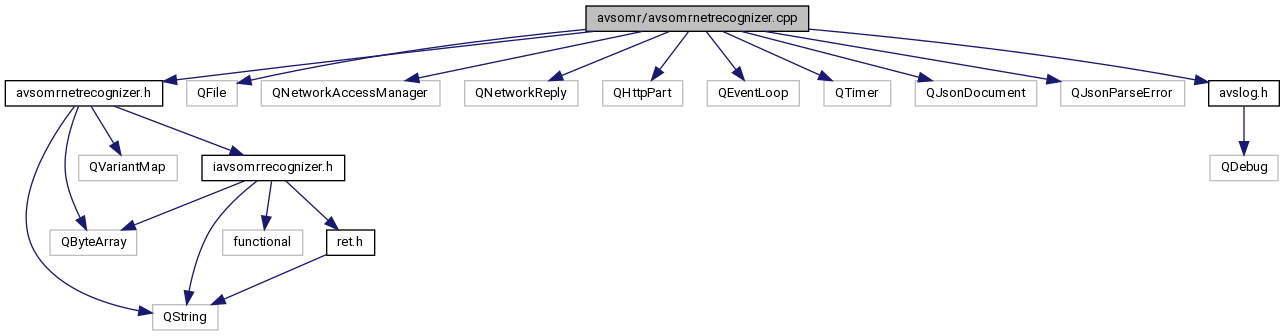 avsomr/avsomrnetrecognizer.cpp
avsomrnetrecognizer.h
QFile
QNetworkAccessManager
QNetworkReply
QHttpPart
QEventLoop
QTimer
QJsonDocument
QJsonParseError
avslog.h
QVariantMap
iavsomrrecognizer.h
QDebug
QByteArray
functional
ret.h
QString